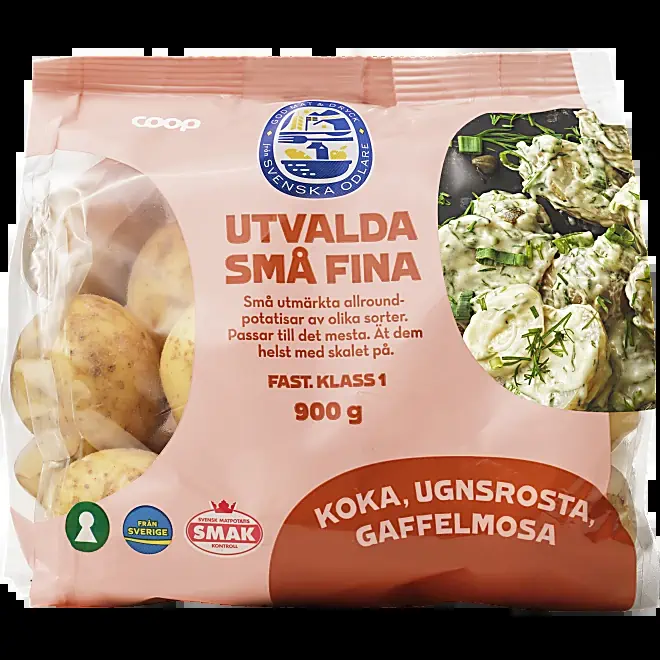 coop
GOD MAT & DRYCK
från
SVENSKA ODLARE
UTVALDA
SMÅ FINA
Små utmärkta allround-
potatisar av olika sorter.
Passar till det mesta. Ät dem
helst med skalet på.
FAST. KLASS 1
900 g
KOKA, UGNSROSTA,
GAFFELMOSA
FRÅN
SVERIGE
SVENSK MATPOTATIS
SMAK
KONTROLL